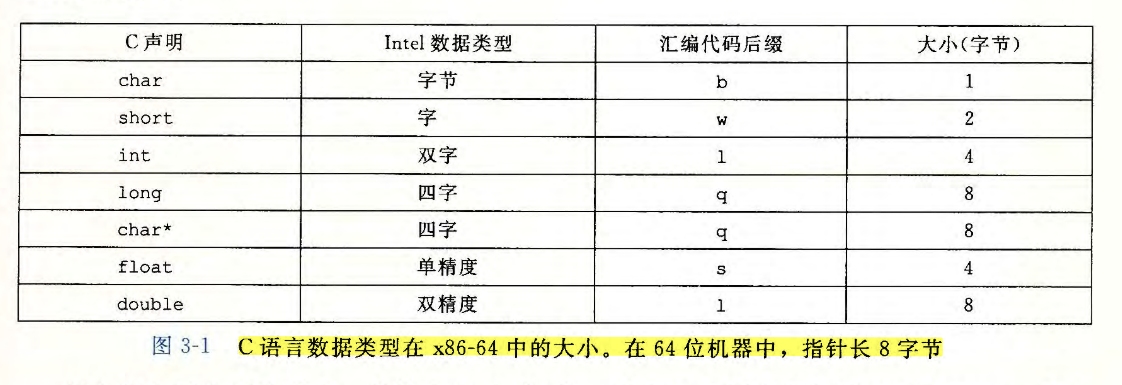 C声明 Intel 数据类型 汇编代码后缀 大小(字节)
char 字节 b 1
short 字 w 2
int 双字 l 4
long 四字 q 8
char* 四字 q 8
float 单精度 s 4
double 双精度 l 8
图 3-1 C 语言数据类型在 x86-64 中的大小。在 64 位机器中，指针长 8 字节